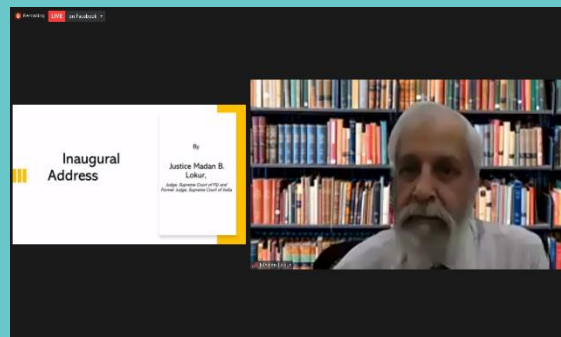 Recording LIVE on Facebook
Inaugural
Address
By
Justice Madan B.
Lokur,
Judge, Supreme Court of FIJI and
Former Judge, Supreme Court of India